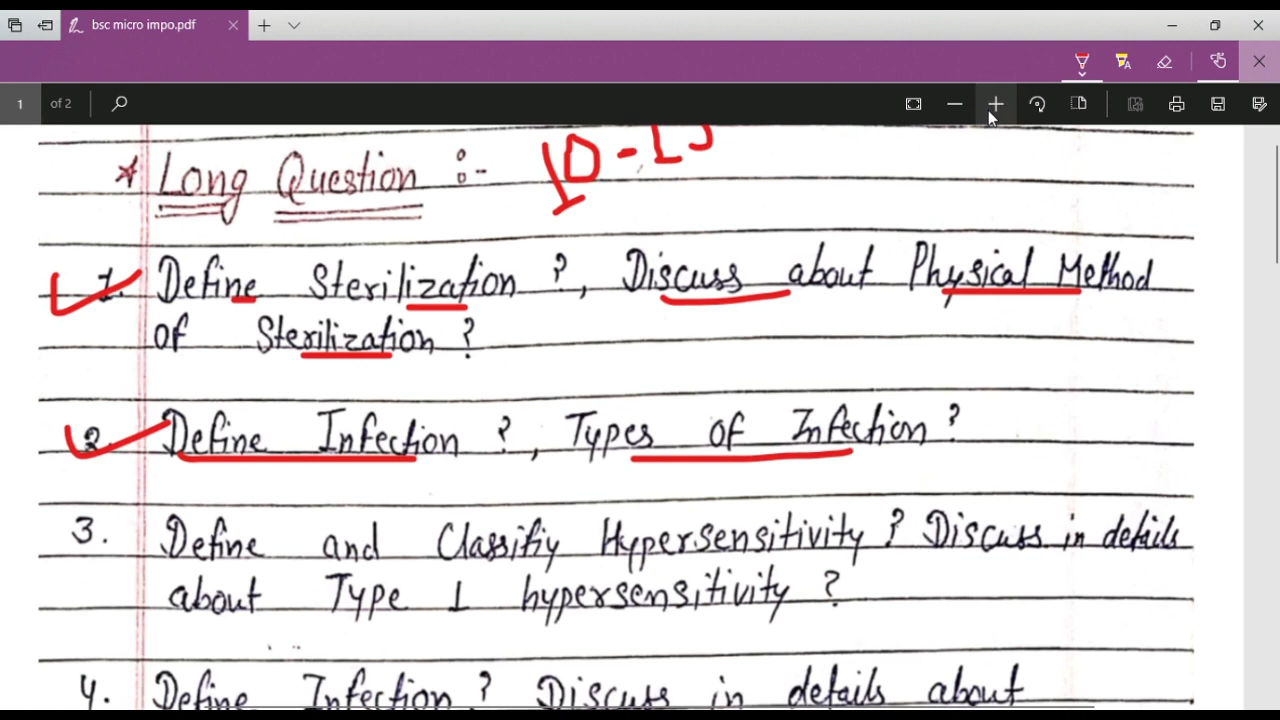 bsc micro impo.pdf
1 of 2
* Long Question :- 10-15
1. Define Sterilization ?, Discuss about Physical Method
of Sterilization ?
2. Define Infection ?, Types of Infection ?
3. Define and Classifiy Hypersensitivity ? Discuss in details
about Type 1 hypersensitivity ?
4. Define Infection ? Discuss in details about